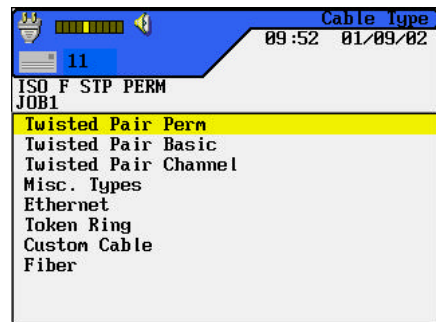 Cable Type
09:52 01/09/02
11
ISO F STP PERM
JOB1
Twisted Pair Perm
Twisted Pair Basic
Twisted Pair Channel
Misc. Types
Ethernet
Token Ring
Custom Cable
Fiber